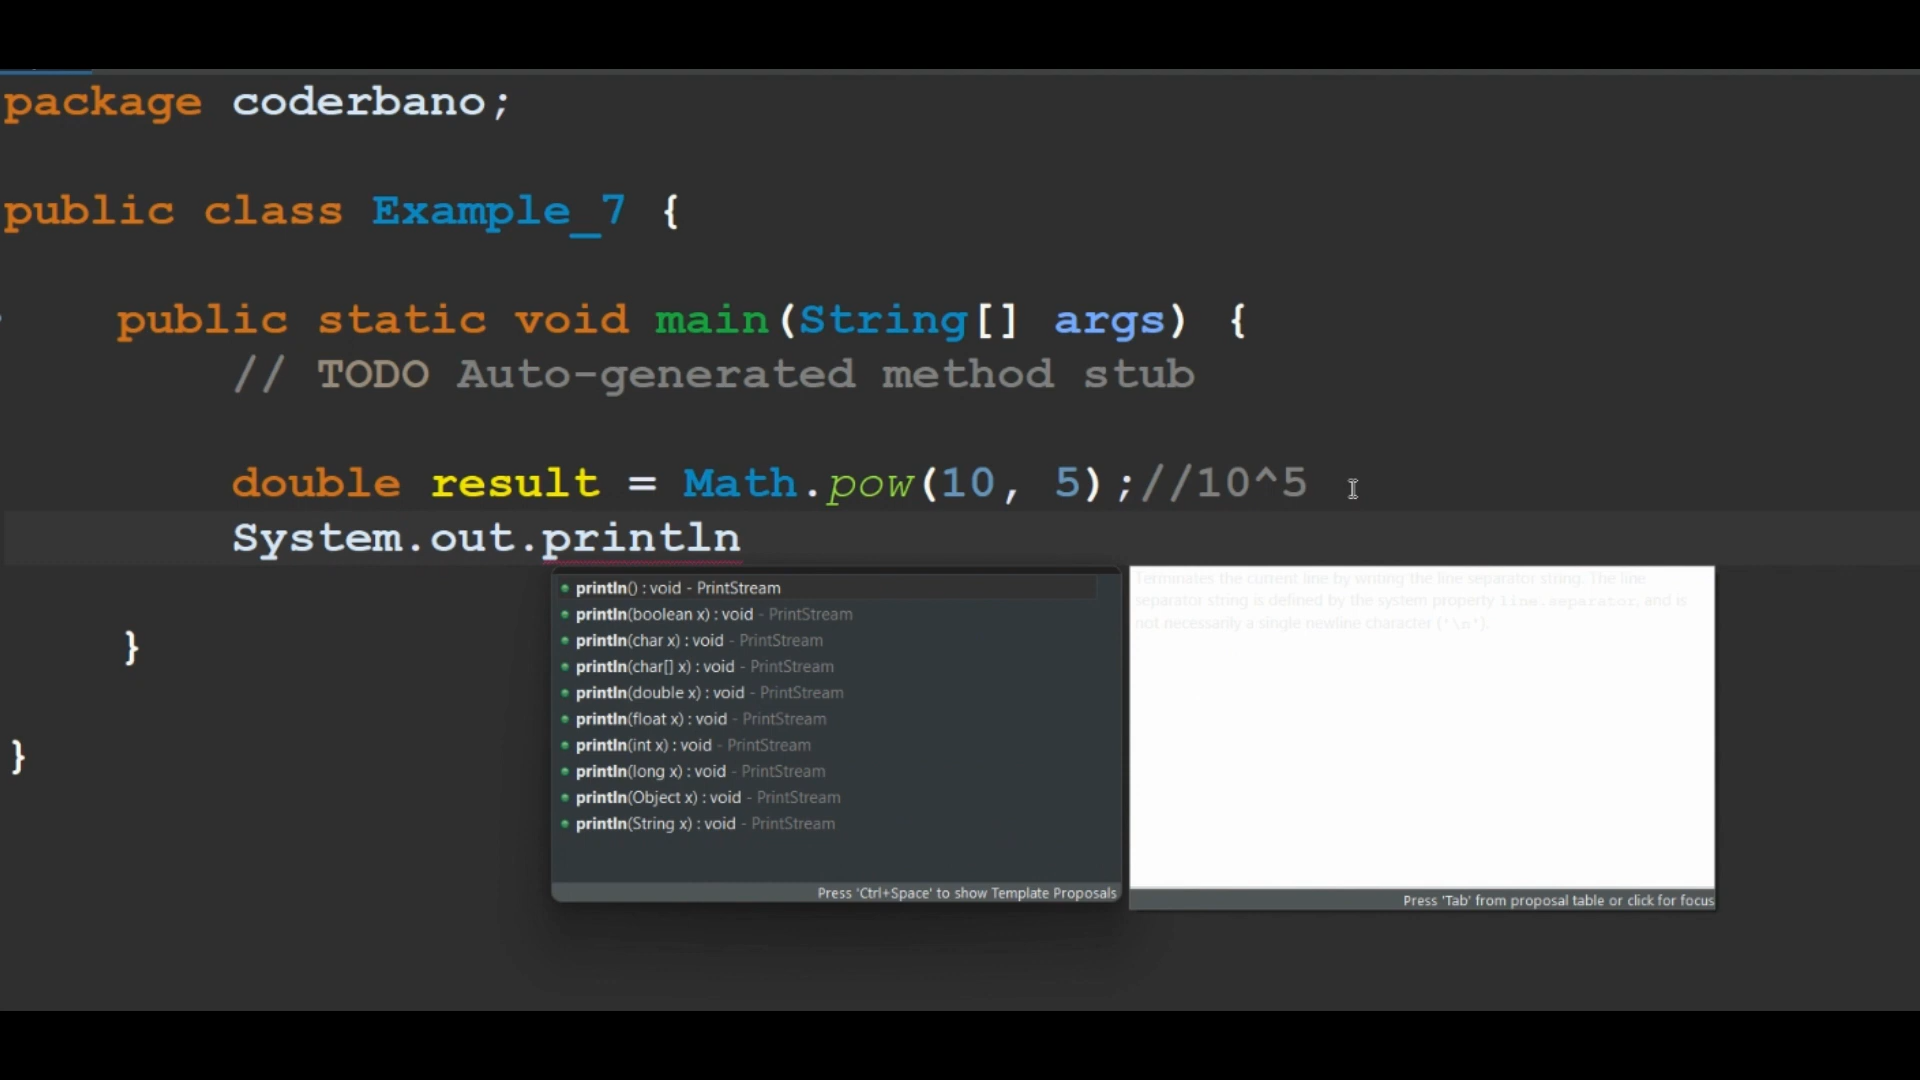 package coderbano;
public class Example_7 {
public static void main(String[] args) {
// TODO Auto-generated method stub
double result = Math.pow(10, 5);//10^5
System.out.println
println() : void - PrintStream
println(boolean x) : void - PrintStream
println(char x) : void - PrintStream
println(char[] x) : void - PrintStream
println(double x) : void - PrintStream
println(float x) : void - PrintStream
println(int x) : void - PrintStream
println(long x) : void - PrintStream
println(Object x) : void - PrintStream
println(String x) : void - PrintStream
Press 'Ctrl+Space' to show Template Proposals
Terminates the current line by writing the line separator string. The line
separator string is defined by the system property line.separator, and is
not necessarily a single newline character ('\n').
Press 'Tab' from proposal table or click for focus
}
}